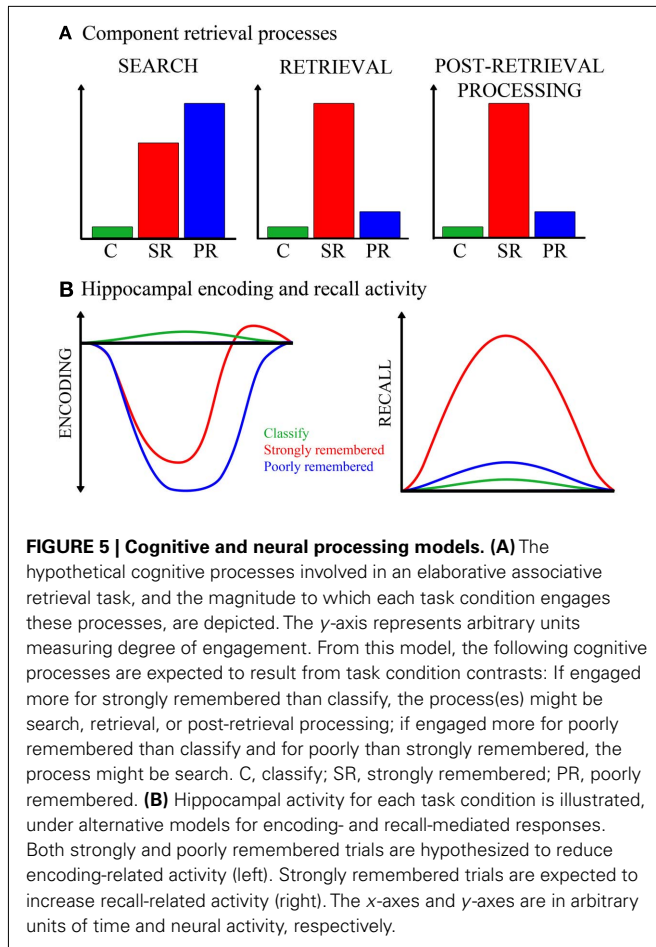 A Component retrieval processes
SEARCH
RETRIEVAL
POST-RETRIEVAL
PROCESSING
C SR PR
C SR PR
C SR PR
B Hippocampal encoding and recall activity
ENCODING
Classify
Strongly remembered
Poorly remembered
RECALL
FIGURE 5 | Cognitive and neural processing models. (A) The
hypothetical cognitive processes involved in an elaborative associative
retrieval task, and the magnitude to which each task condition engages
these processes, are depicted. The y-axis represents arbitrary units
measuring degree of engagement. From this model, the following cognitive
processes are expected to result from task condition contrasts: If engaged
more for strongly remembered than classify, the process(es) might be
search, retrieval, or post-retrieval processing; if engaged more for poorly
remembered than classify and for poorly than strongly remembered, the
process might be search. C, classify; SR, strongly remembered; PR, poorly
remembered. (B) Hippocampal activity for each task condition is illustrated,
under alternative models for encoding- and recall-mediated responses.
Both strongly and poorly remembered trials are hypothesized to reduce
encoding-related activity (left). Strongly remembered trials are expected to
increase recall-related activity (right). The x-axes and y-axes are in arbitrary
units of time and neural activity, respectively.